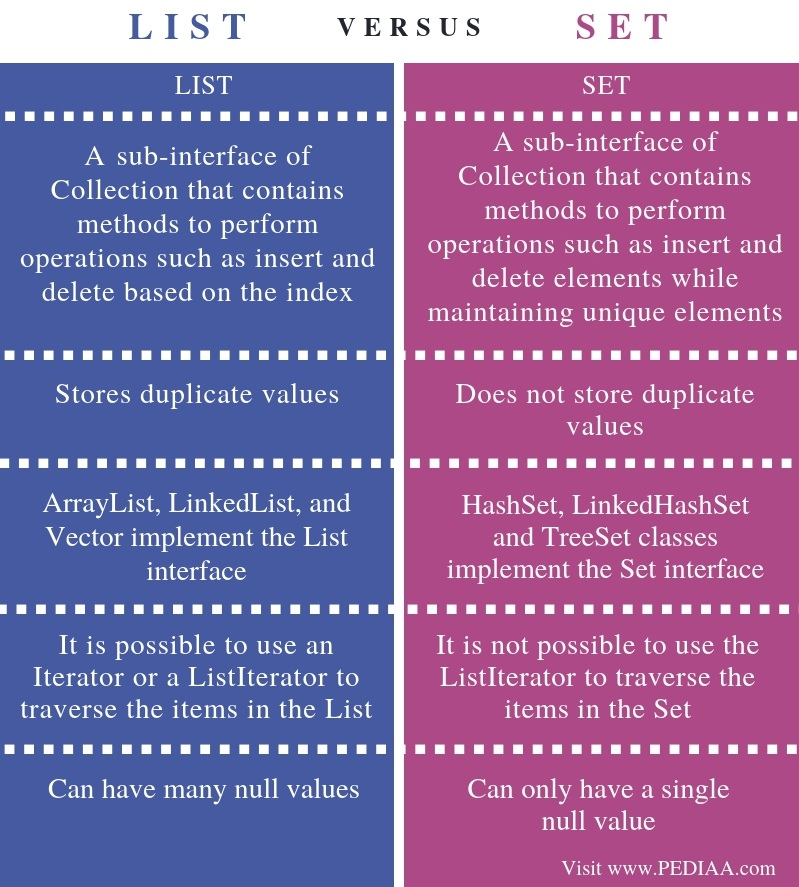 LIST VERSUS SET
LIST
A sub-interface of
Collection that contains
methods to perform
operations such as insert and
delete based on the index
Stores duplicate values
ArrayList, LinkedList, and
Vector implement the List
interface
It is possible to use an
Iterator or a ListIterator to
traverse the items in the List
Can have many null values
SET
A sub-interface of
Collection that contains
methods to perform
operations such as insert and
delete elements while
maintaining unique elements
Does not store duplicate
values
HashSet, LinkedHashSet
and TreeSet classes
implement the Set interface
It is not possible to use the
ListIterator to traverse the
items in the Set
Can only have a single
null value
Visit www.PEDIAA.com